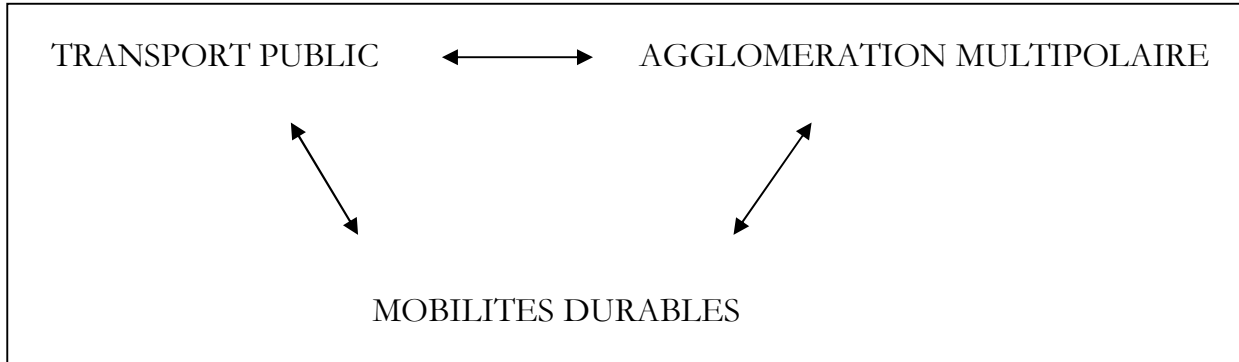 TRANSPORT PUBLIC
AGGLOMERATION MULTIPOLAIRE
MOBILITES DURABLES